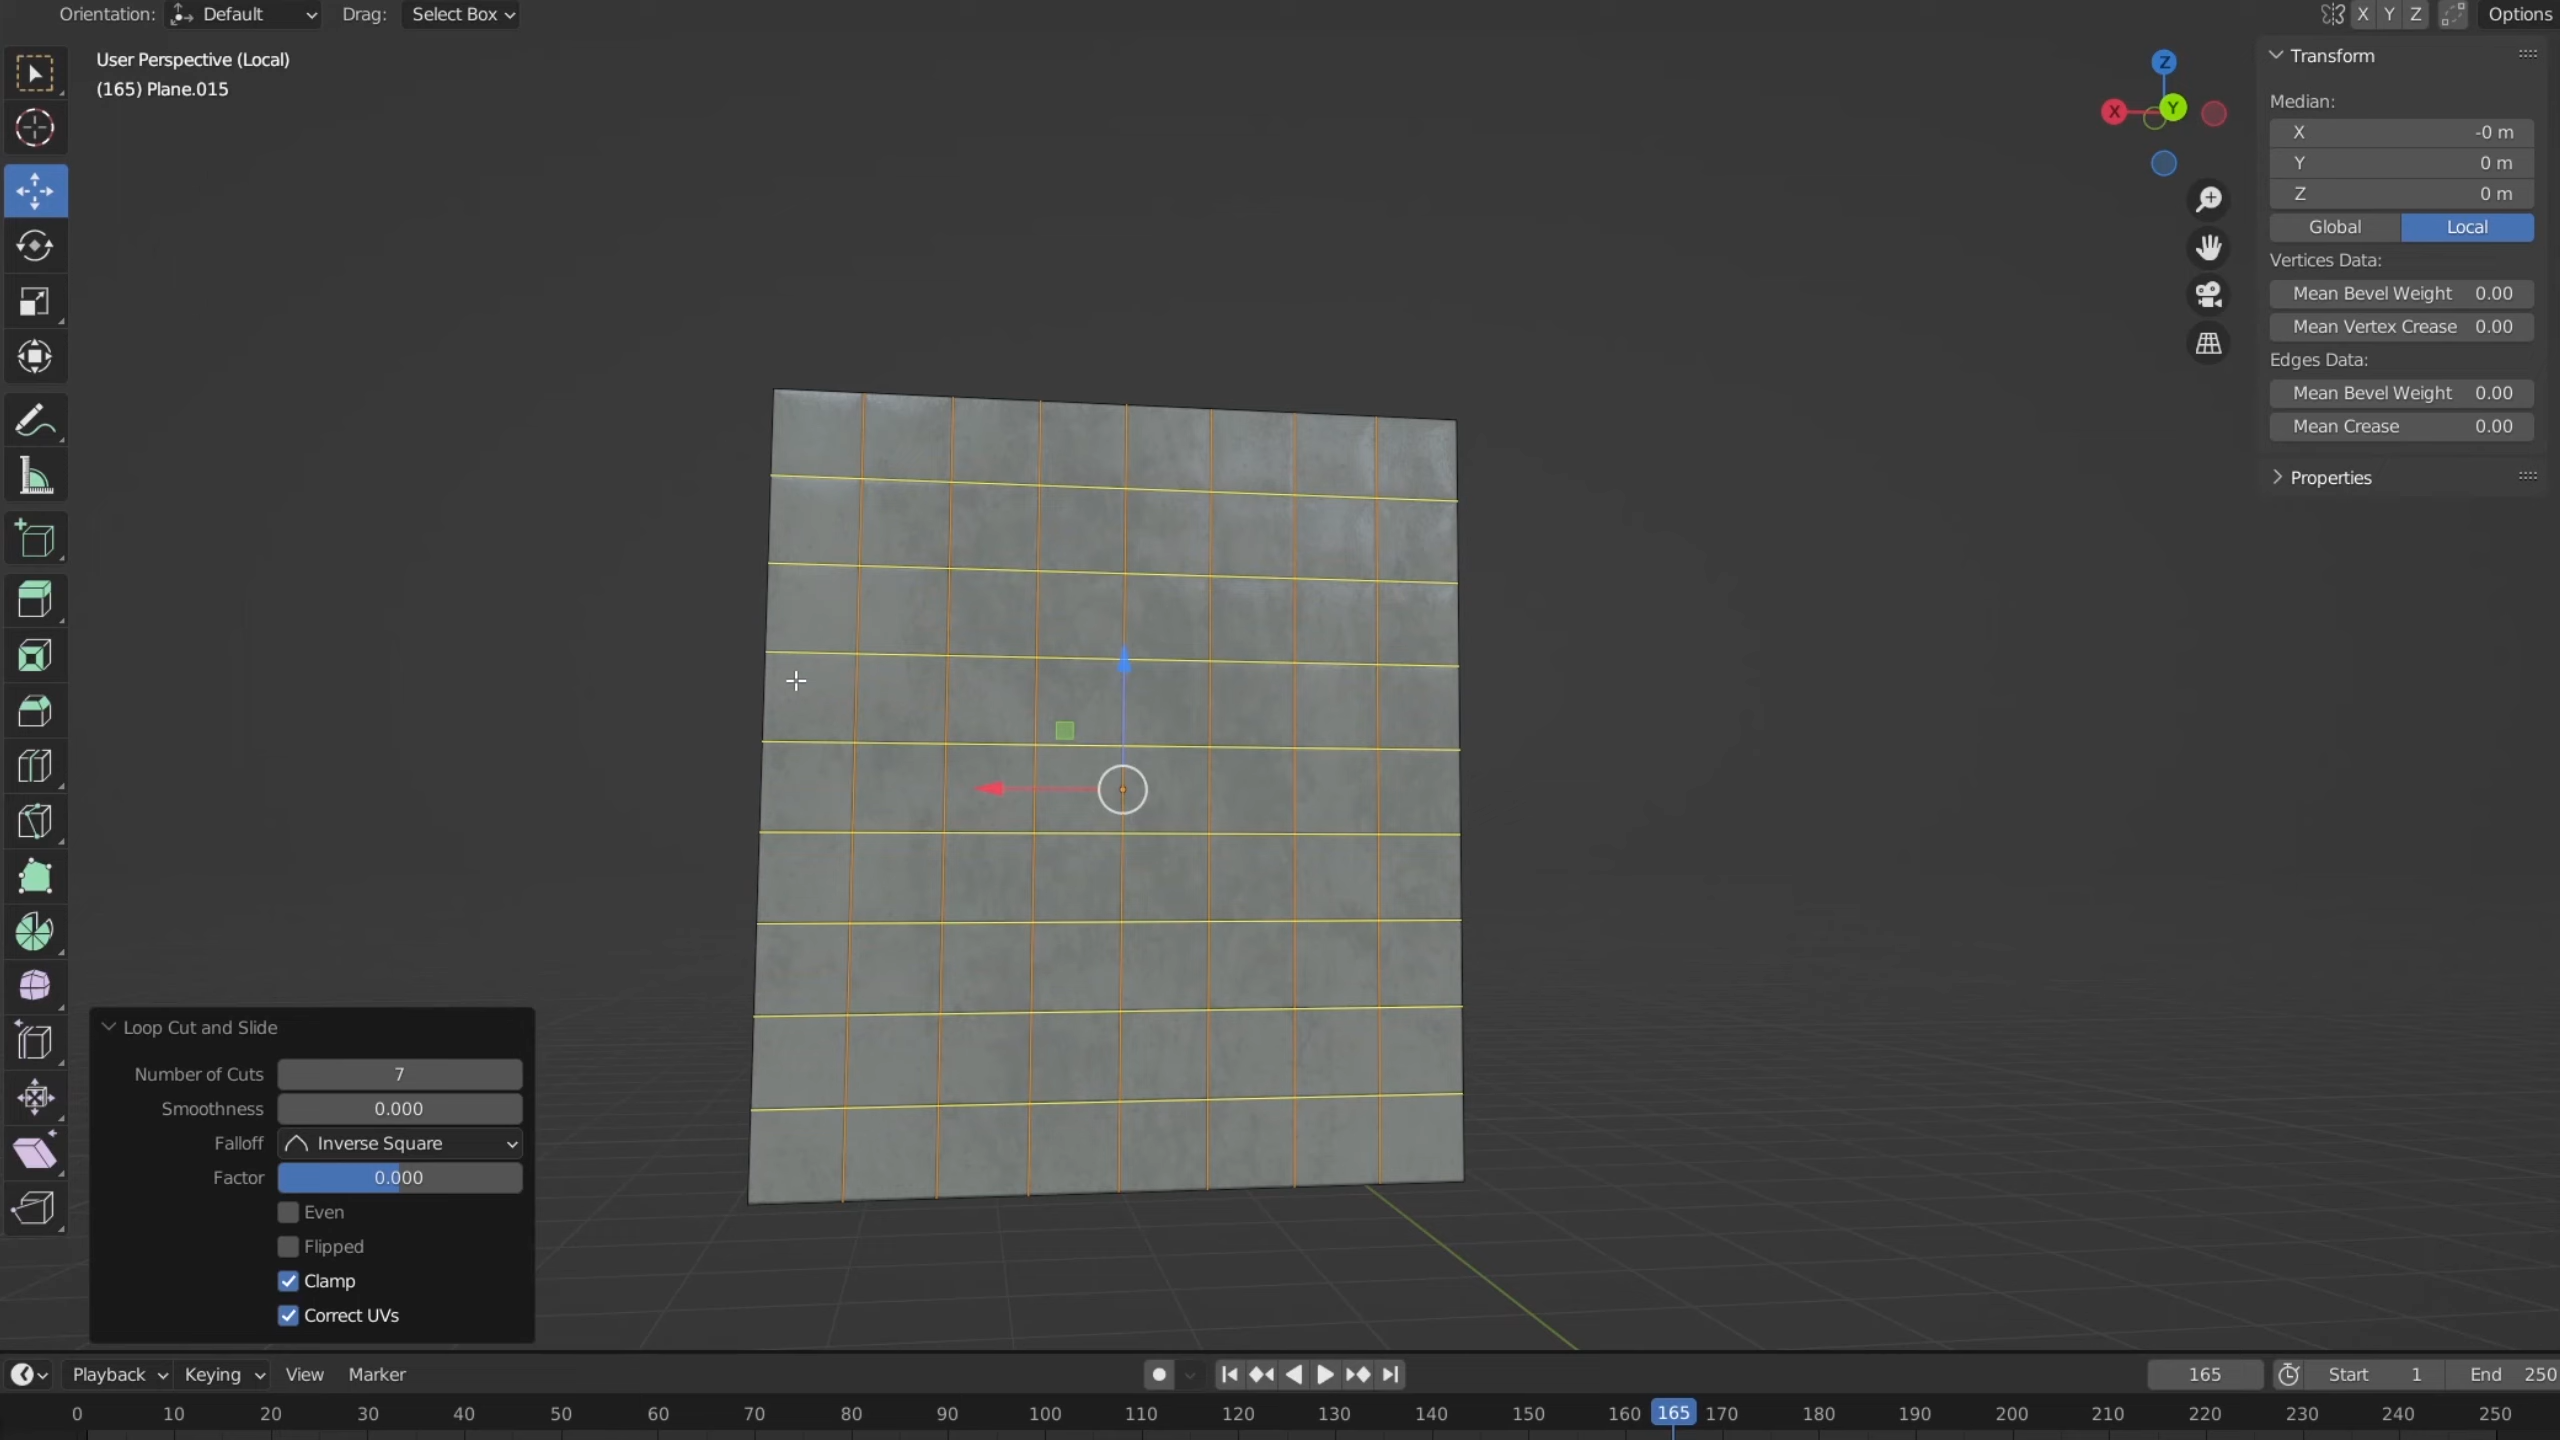 Orientation: Default Drag: Select Box X Y Z Options
User Perspective (Local)
(165) Plane.015
Z
X Y
Transform
Median:
X -0 m
Y 0 m
Z 0 m
Global Local
Vertices Data:
Mean Bevel Weight 0.00
Mean Vertex Crease 0.00
Edges Data:
Mean Bevel Weight 0.00
Mean Crease 0.00
Properties
Loop Cut and Slide
Number of Cuts 7
Smoothness 0.000
Falloff Inverse Square
Factor 0.000
Even
Flipped
Clamp
Correct UVs
Playback Keying View Marker 165 Start 1 End 250
0 10 20 30 40 50 60 70 80 90 100 110 120 130 140 150 160 165 170 180 190 200 210 220 230 240 250